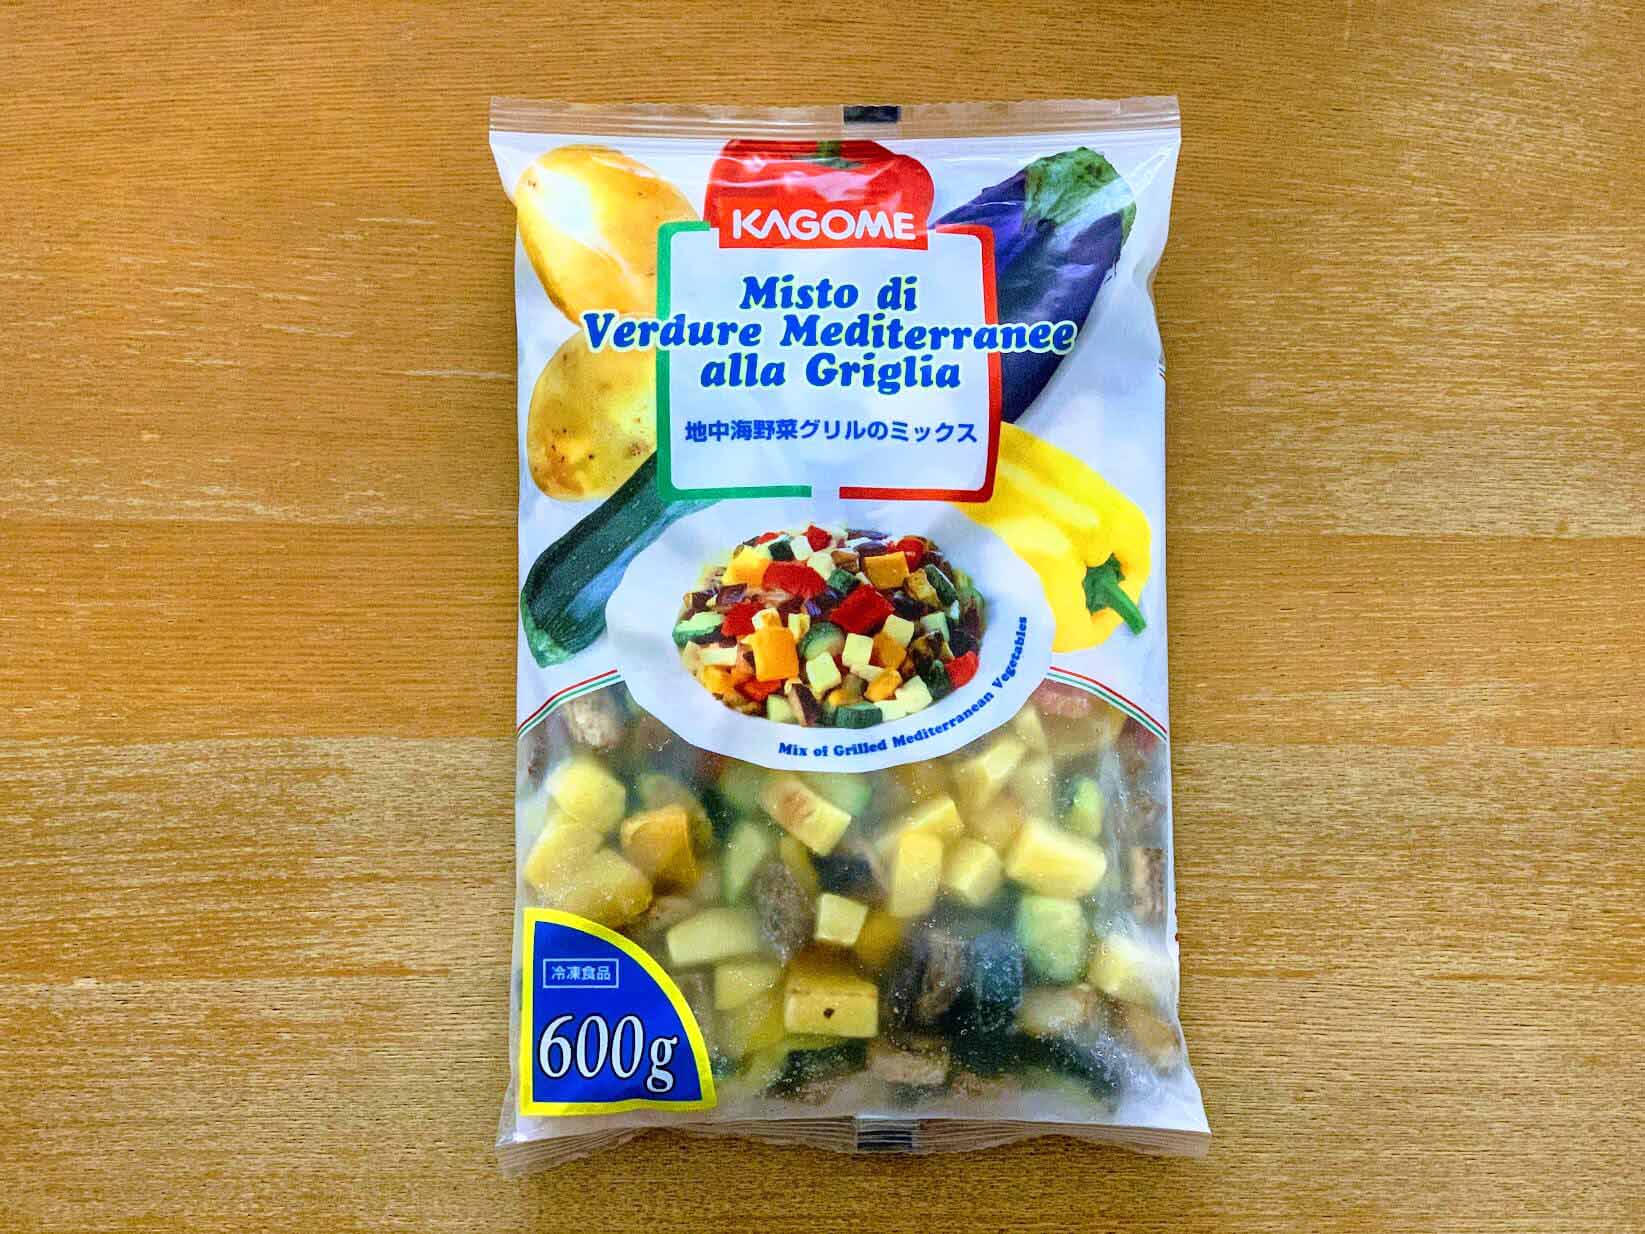 KAGOME
Misto di
Verdure Mediterranee
alla Griglia
地中海野菜グリルのミックス
Mix of Grilled Mediterranean Vegetables
冷凍食品
600g